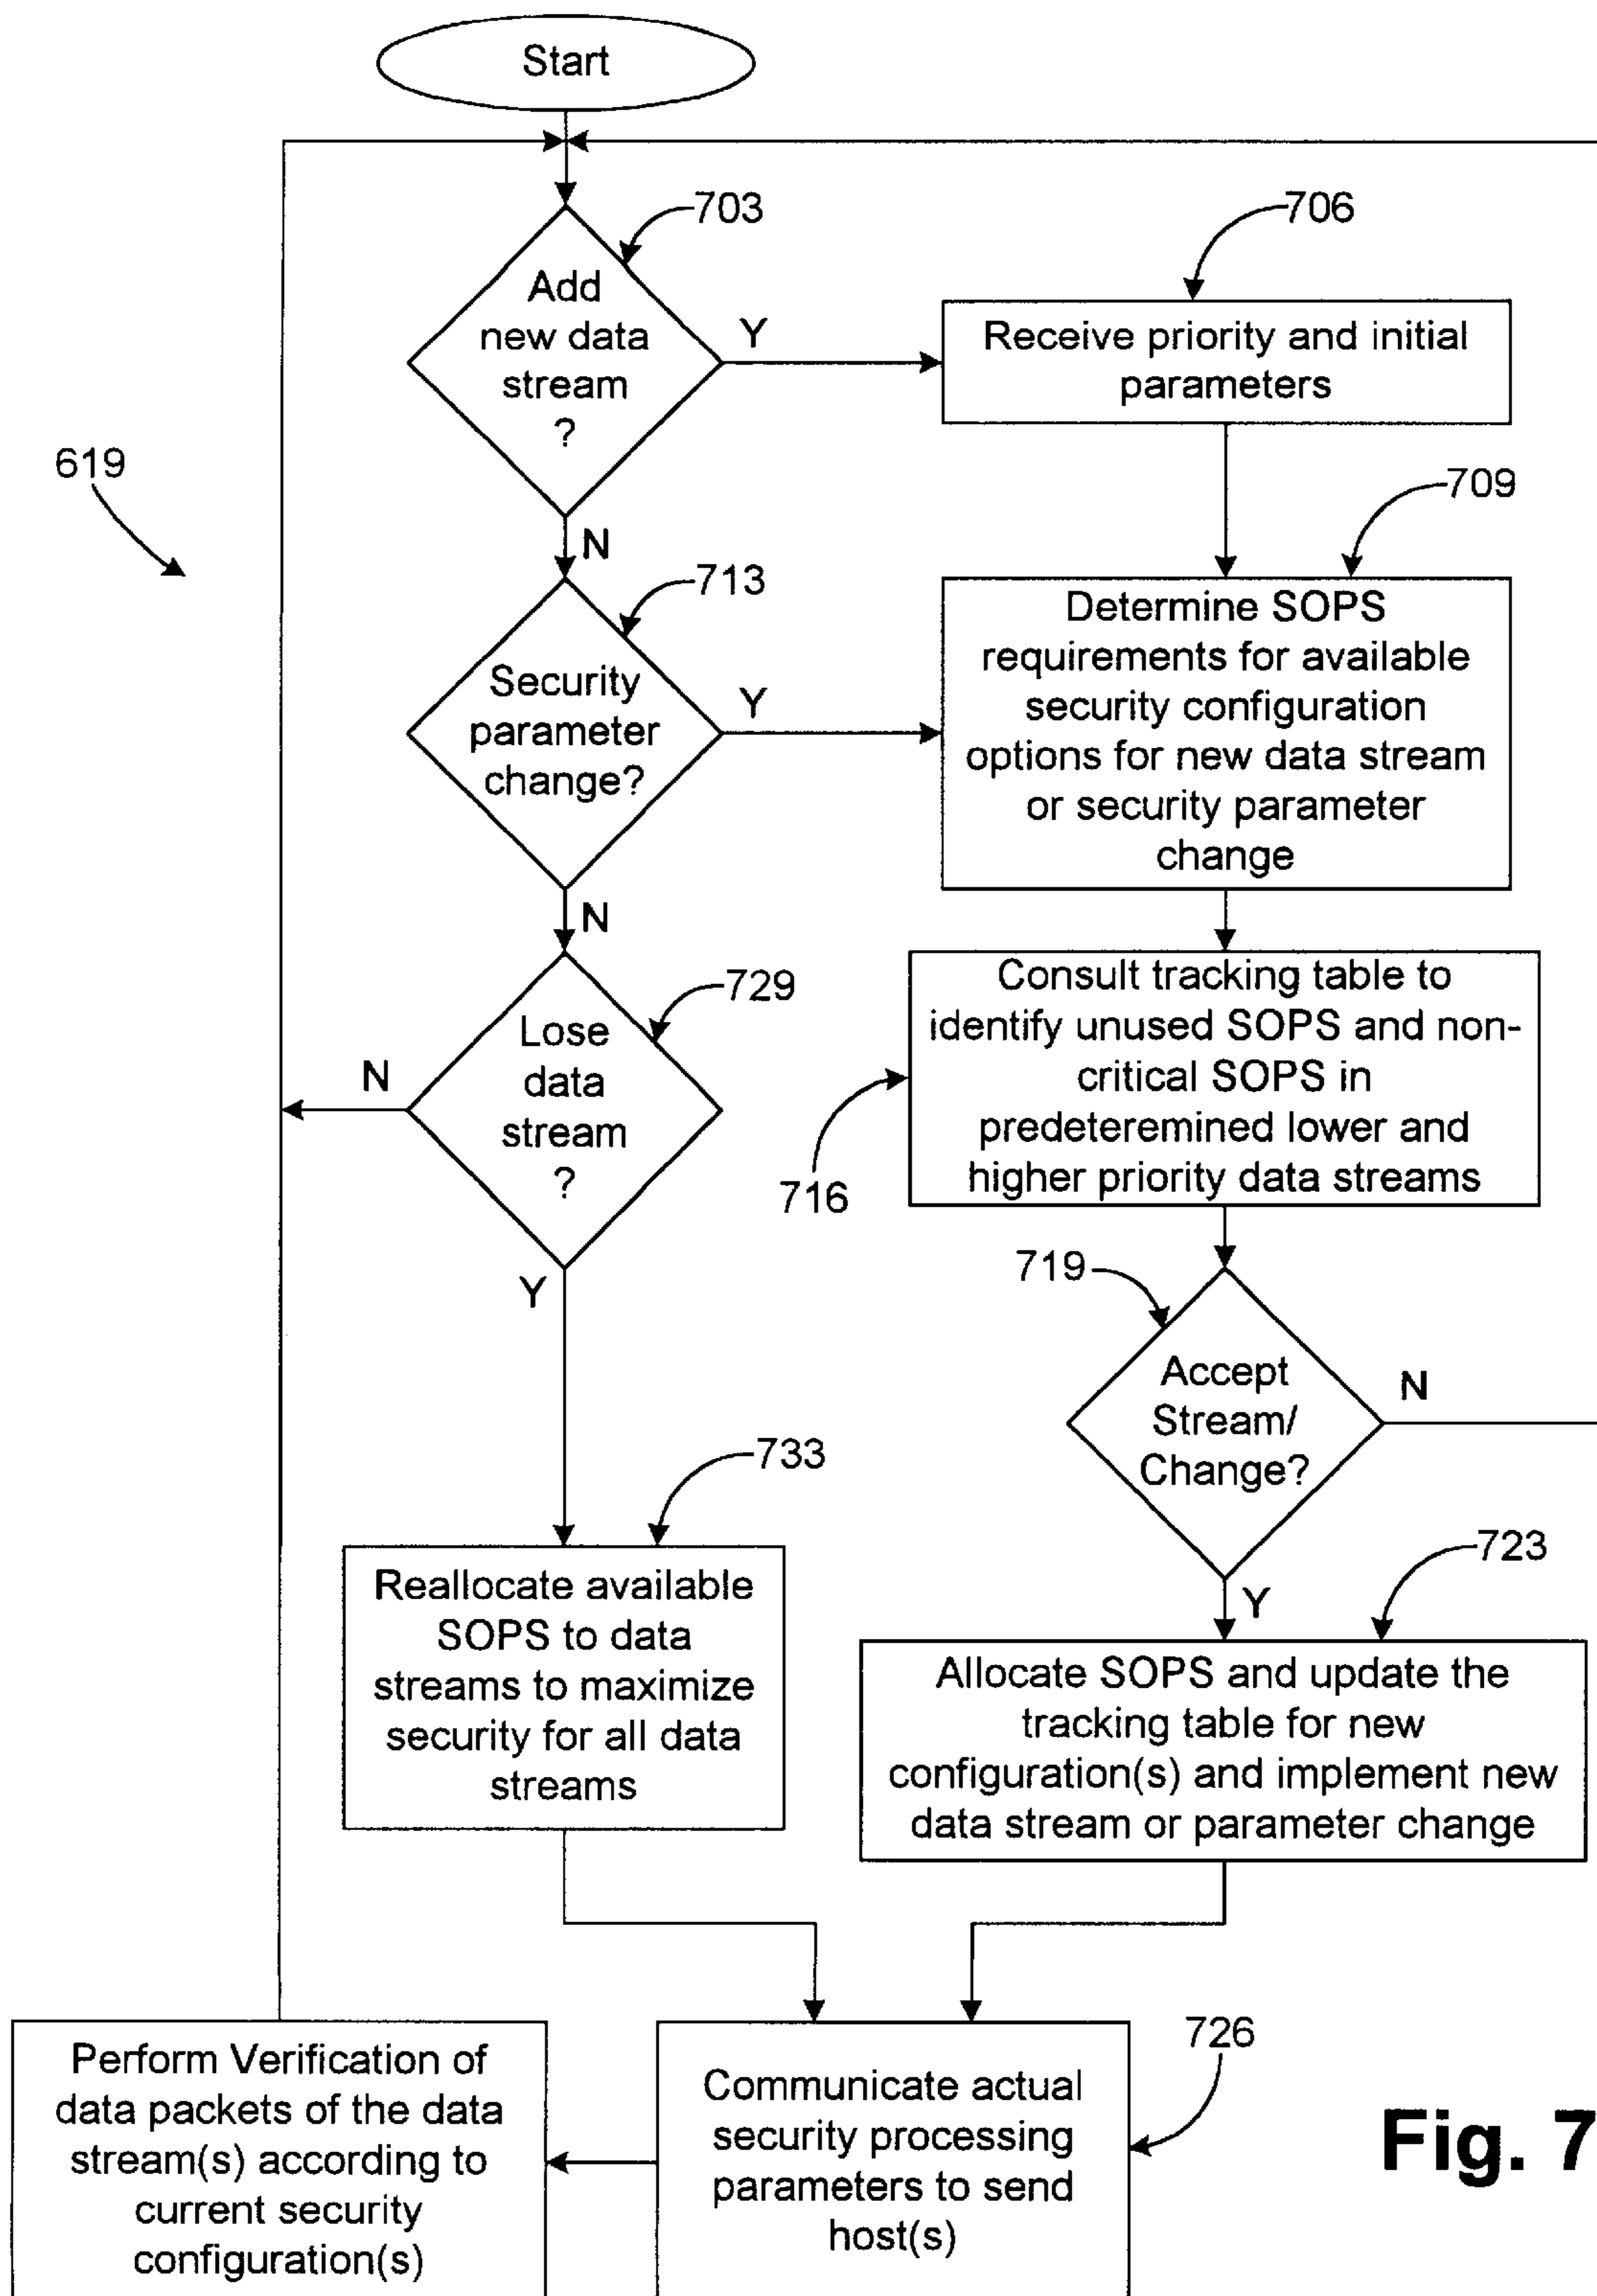 Start
703
Add
new data
stream
?
Y
N
706
Receive priority and initial
parameters
619
709
Determine SOPS
requirements for available
security configuration
options for new data stream
or security parameter
change
713
Security
parameter
change?
Y
N
729
Lose
data
stream
?
N
Y
Consult tracking table to
identify unused SOPS and non-
critical SOPS in
predeteremined lower and
higher priority data streams
716
719
Accept
Stream/
Change?
N
Y
733
Reallocate available
SOPS to data
streams to maximize
security for all data
streams
723
Allocate SOPS and update the
tracking table for new
configuration(s) and implement new
data stream or parameter change
726
Communicate actual
security processing
parameters to send
host(s)
Perform Verification of
data packets of the data
stream(s) according to
current security
configuration(s)
Fig. 7